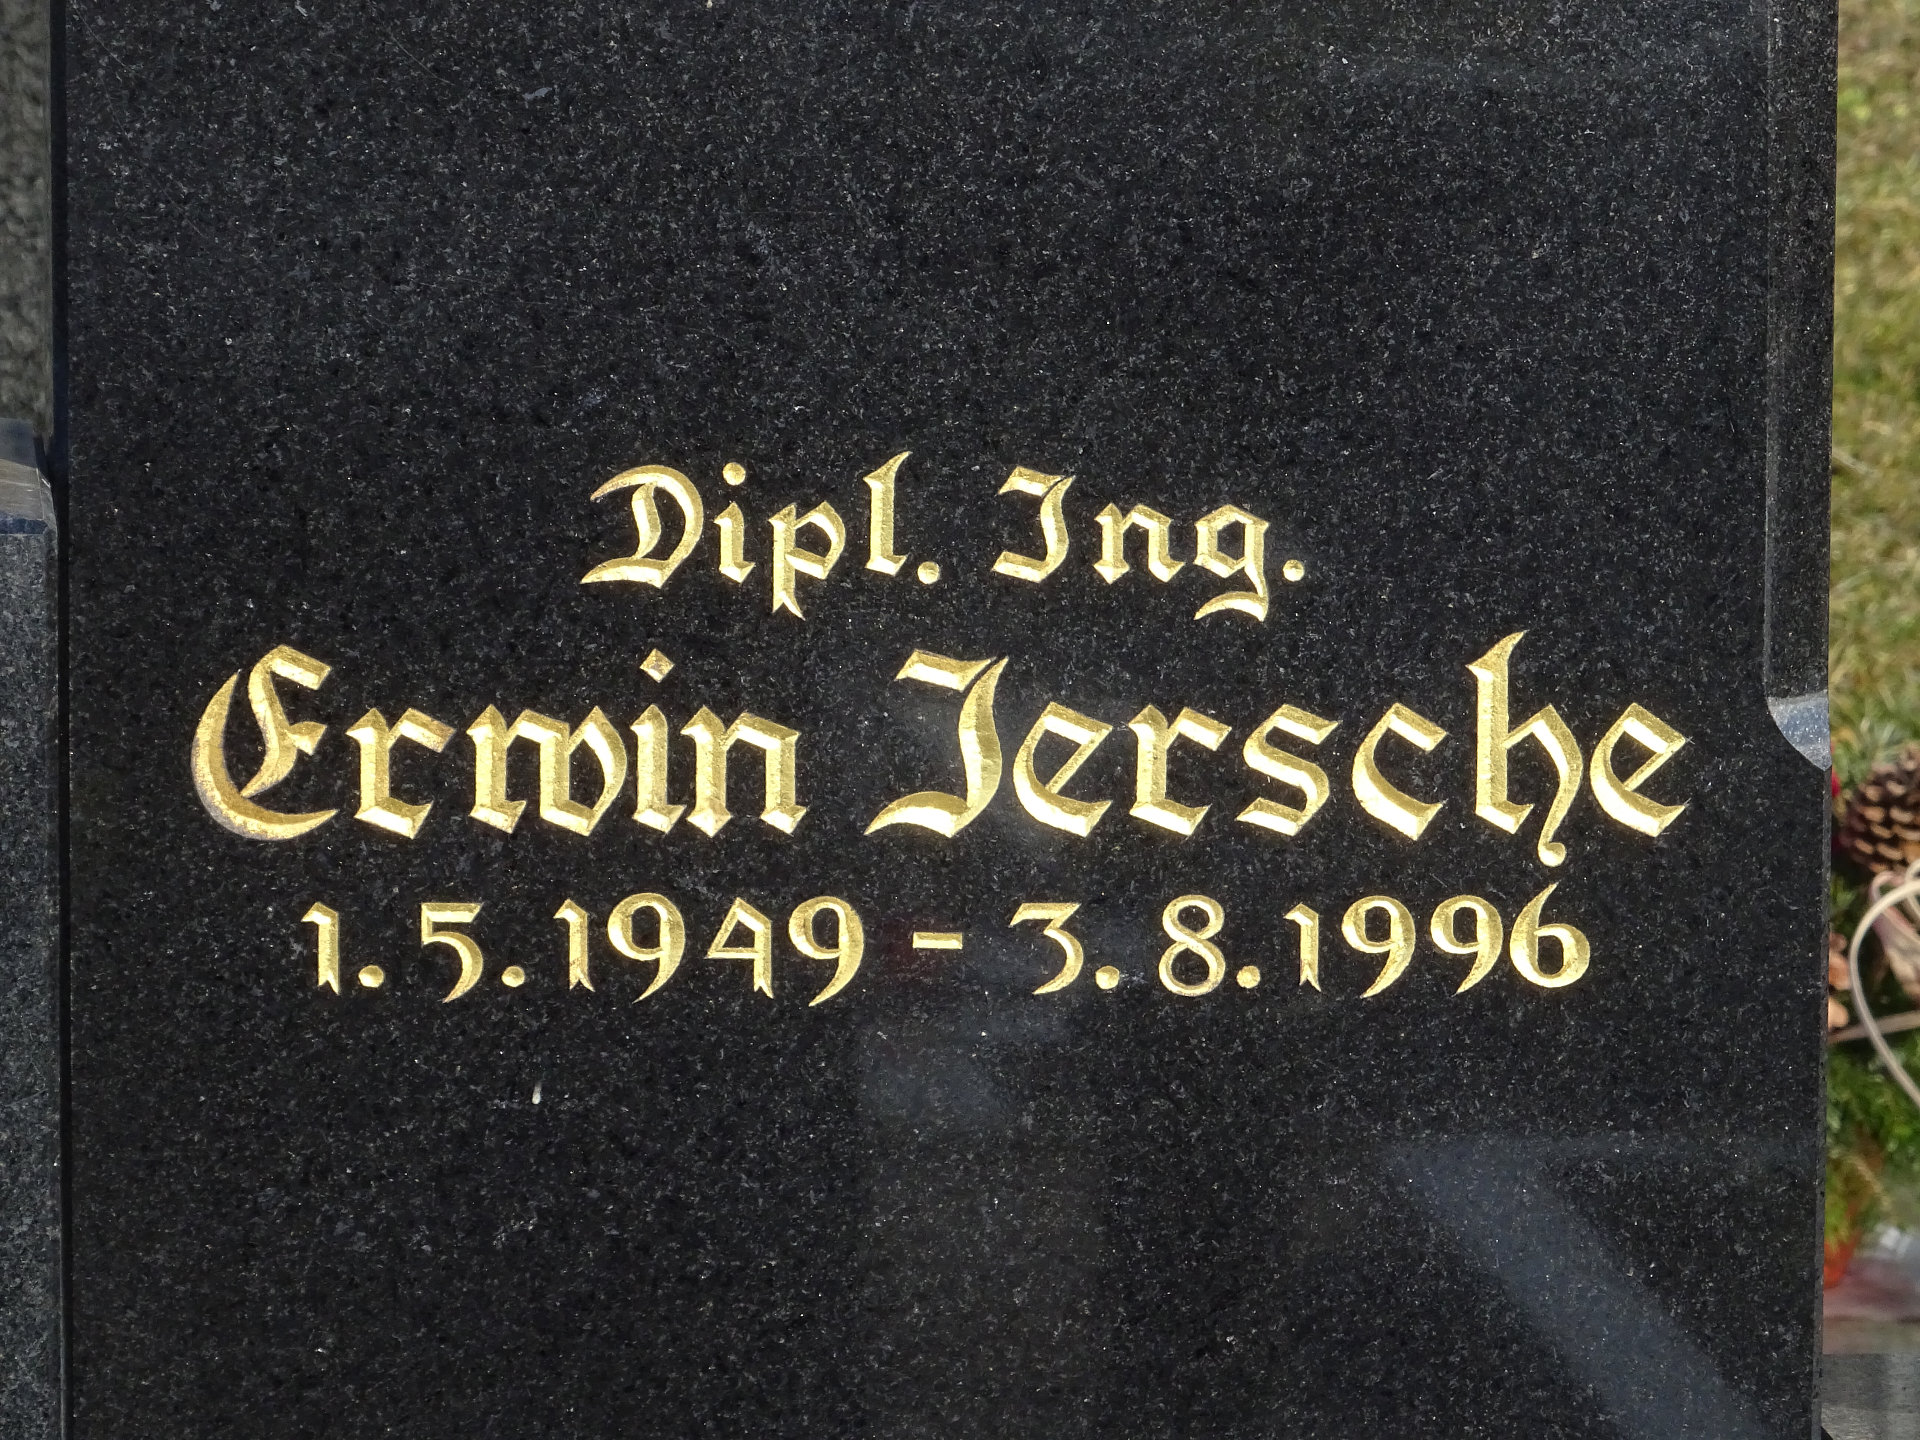 Dipl. Ing.
Erwin Jersche
1.5.1949 - 3.8.1996